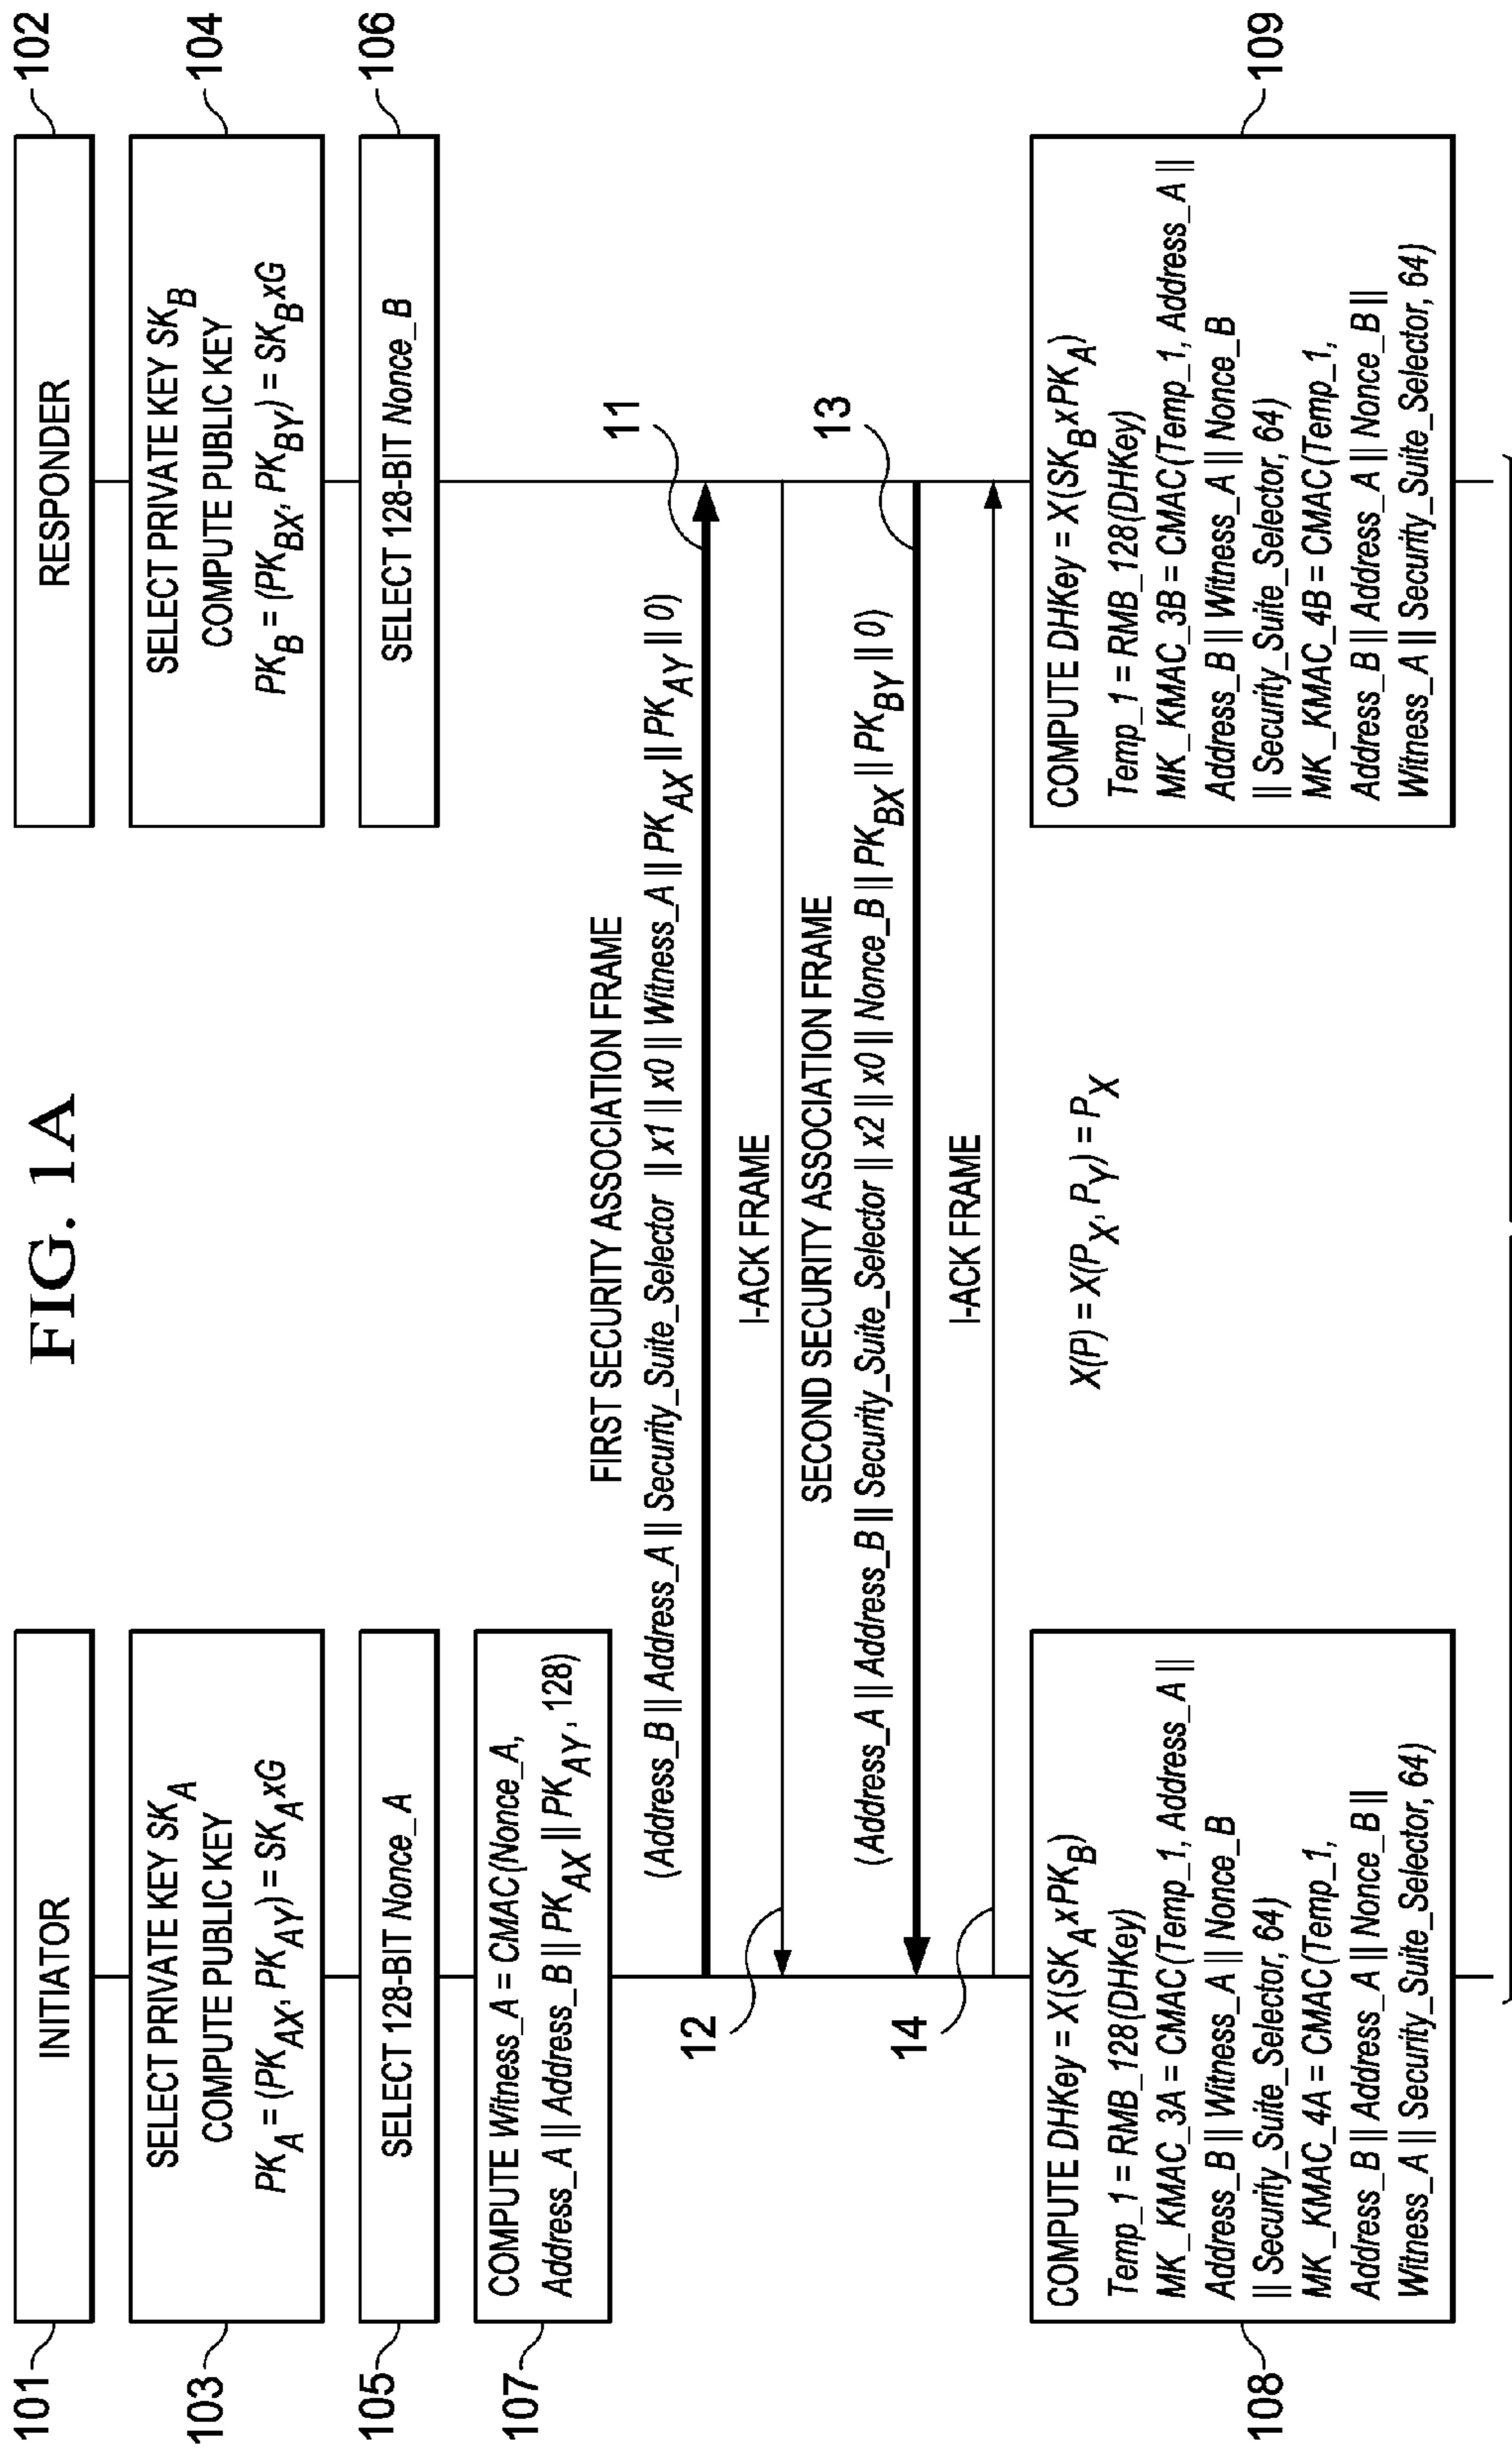 FIG. 1A
101
INITIATOR
RESPONDER
102
103
SELECT PRIVATE KEY SK_A
COMPUTE PUBLIC KEY
PK_A = (PK_AX, PK_AY) = SK_AxG
SELECT PRIVATE KEY SK_B
COMPUTE PUBLIC KEY
PK_B = (PK_BX, PK_BY) = SK_BxG
104
105
SELECT 128-BIT Nonce_A
SELECT 128-BIT Nonce_B
106
107
COMPUTE Witness_A = CMAC(Nonce_A,
Address_A || Address_B || PK_AX || PK_AY, 128)
FIRST SECURITY ASSOCIATION FRAME
(Address_B || Address_A || Security_Suite_Selector || x1 || x0 || Witness_A || PK_AX || PK_AY || 0)
11
12
I-ACK FRAME
SECOND SECURITY ASSOCIATION FRAME
(Address_A || Address_B || Security_Suite_Selector || x2 || x0 || Nonce_B || PK_BX || PK_BY || 0)
13
14
I-ACK FRAME
108
COMPUTE DHKey = X(SK_AxPK_B)
Temp_1 = RMB_128(DHKey)
MK_KMAC_3A = CMAC(Temp_1, Address_A ||
Address_B || Witness_A || Nonce_B
|| Security_Suite_Selector, 64)
MK_KMAC_4A = CMAC(Temp_1,
Address_B || Address_A || Nonce_B ||
Witness_A || Security_Suite_Selector, 64)
X(P) = X(P_X, P_Y) = P_X
COMPUTE DHKey = X(SK_BxPK_A)
Temp_1 = RMB_128(DHKey)
MK_KMAC_3B = CMAC(Temp_1, Address_A ||
Address_B || Witness_A || Nonce_B
|| Security_Suite_Selector, 64)
MK_KMAC_4B = CMAC(Temp_1,
Address_B || Address_A || Nonce_B ||
Witness_A || Security_Suite_Selector, 64)
109